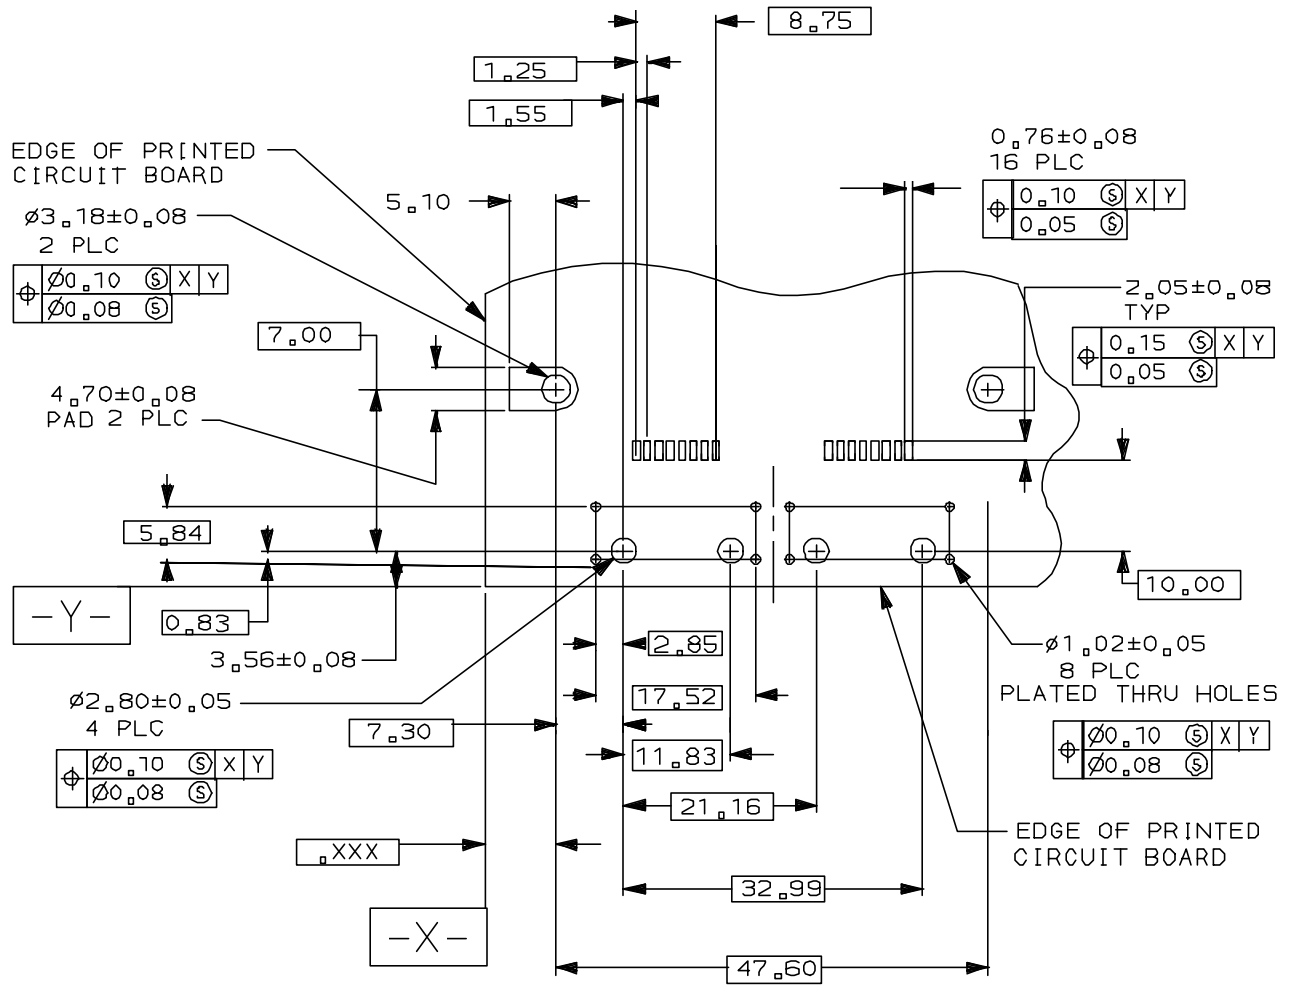 8.75
1.25
1.55
EDGE OF PRINTED
CIRCUIT BOARD
0.76±0.08
16 PLC
0.10 Ⓢ X Y
0.05 Ⓢ
5.10
ø3.18±0.08
2 PLC
Ø0.10 Ⓢ X Y
Ø0.08 Ⓢ
2.05±0.08
TYP
0.15 Ⓢ X Y
0.05 Ⓢ
7.00
4.70±0.08
PAD 2 PLC
5.84
10.00
-Y-
0.83
3.56±0.08
2.85
ø1.02±0.05
8 PLC
PLATED THRU HOLES
Ø0.10 Ⓢ X Y
Ø0.08 Ⓢ
17.52
ø2.80±0.05
4 PLC
Ø0.10 Ⓢ X Y
Ø0.08 Ⓢ
7.30
11.83
21.16
EDGE OF PRINTED
CIRCUIT BOARD
.XXX
32.99
-X-
47.60